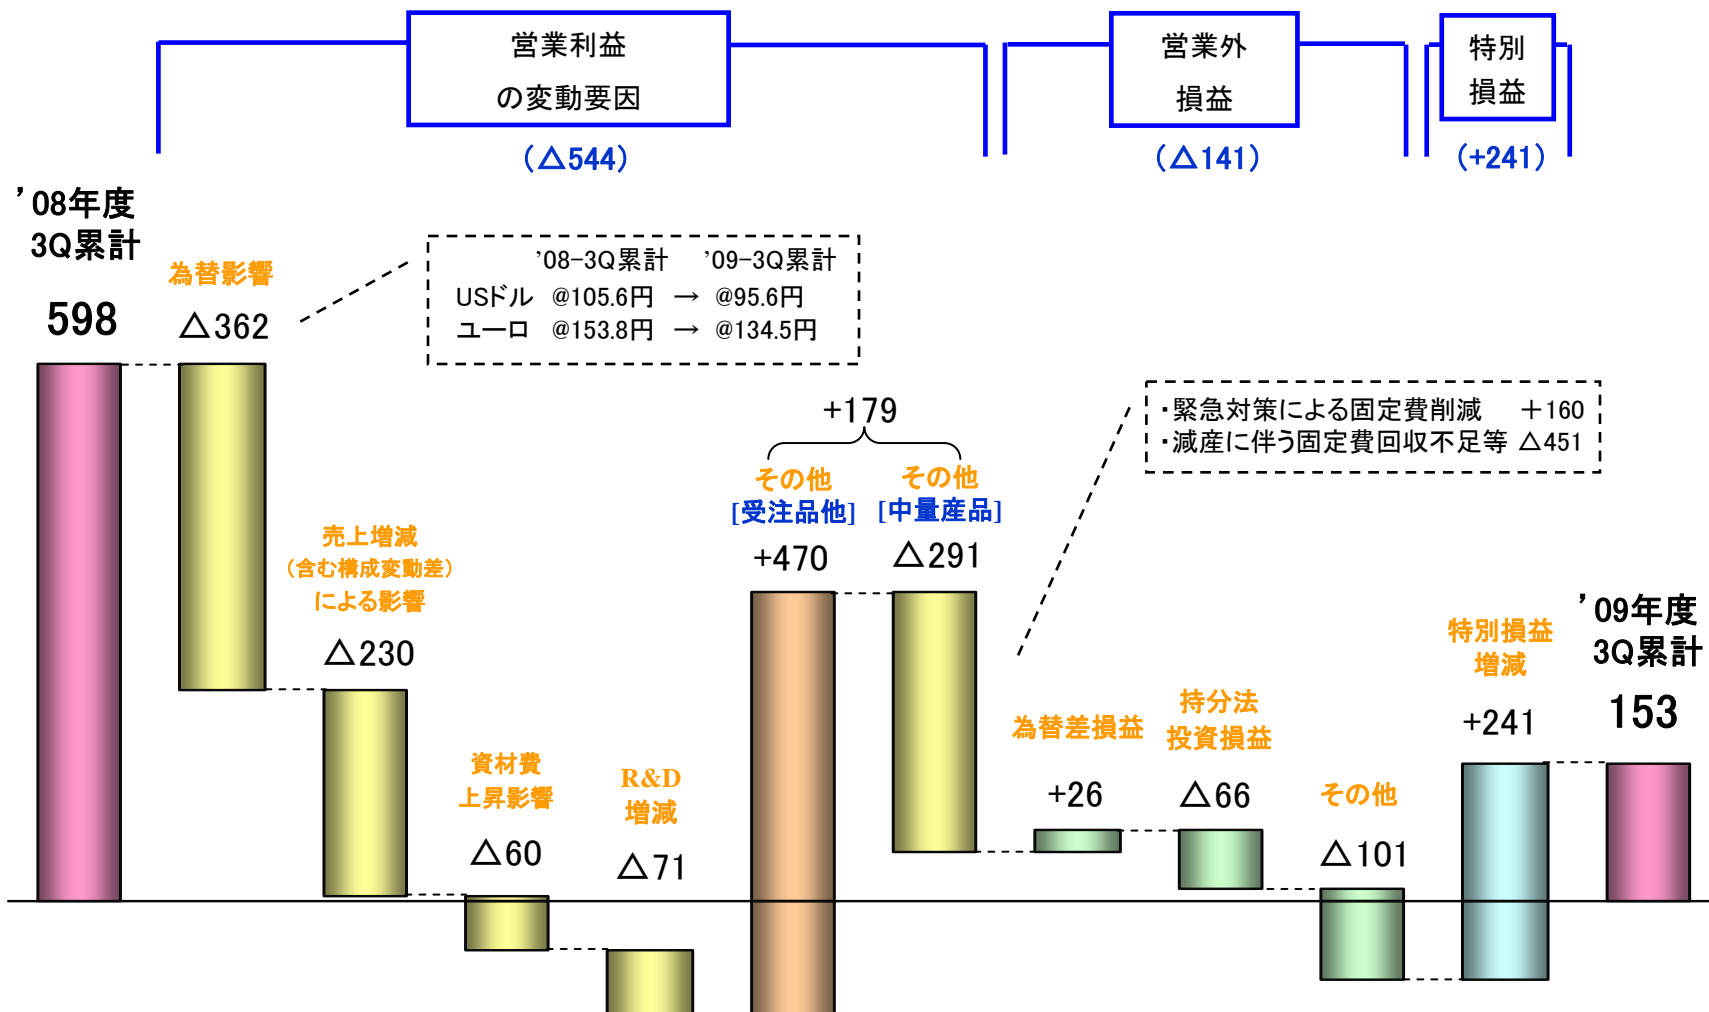 営業利益
の変動要因
(△544)
営業外
損益
(△141)
特別
損益
(+241)
’08年度
3Q累計
598
為替影響
△362
’08-3Q累計 ’09-3Q累計
USドル @105.6円 → @95.6円
ユーロ @153.8円 → @134.5円
売上増減
(含む構成変動差)
による影響
△230
資材費
上昇影響
△60
R&D
増減
△71
+179
その他
[受注品他]
+470
その他
[中量産品]
△291
・緊急対策による固定費削減 +160
・減産に伴う固定費回収不足等 △451
為替差損益
+26
持分法
投資損益
△66
その他
△101
特別損益
増減
+241
’09年度
3Q累計
153